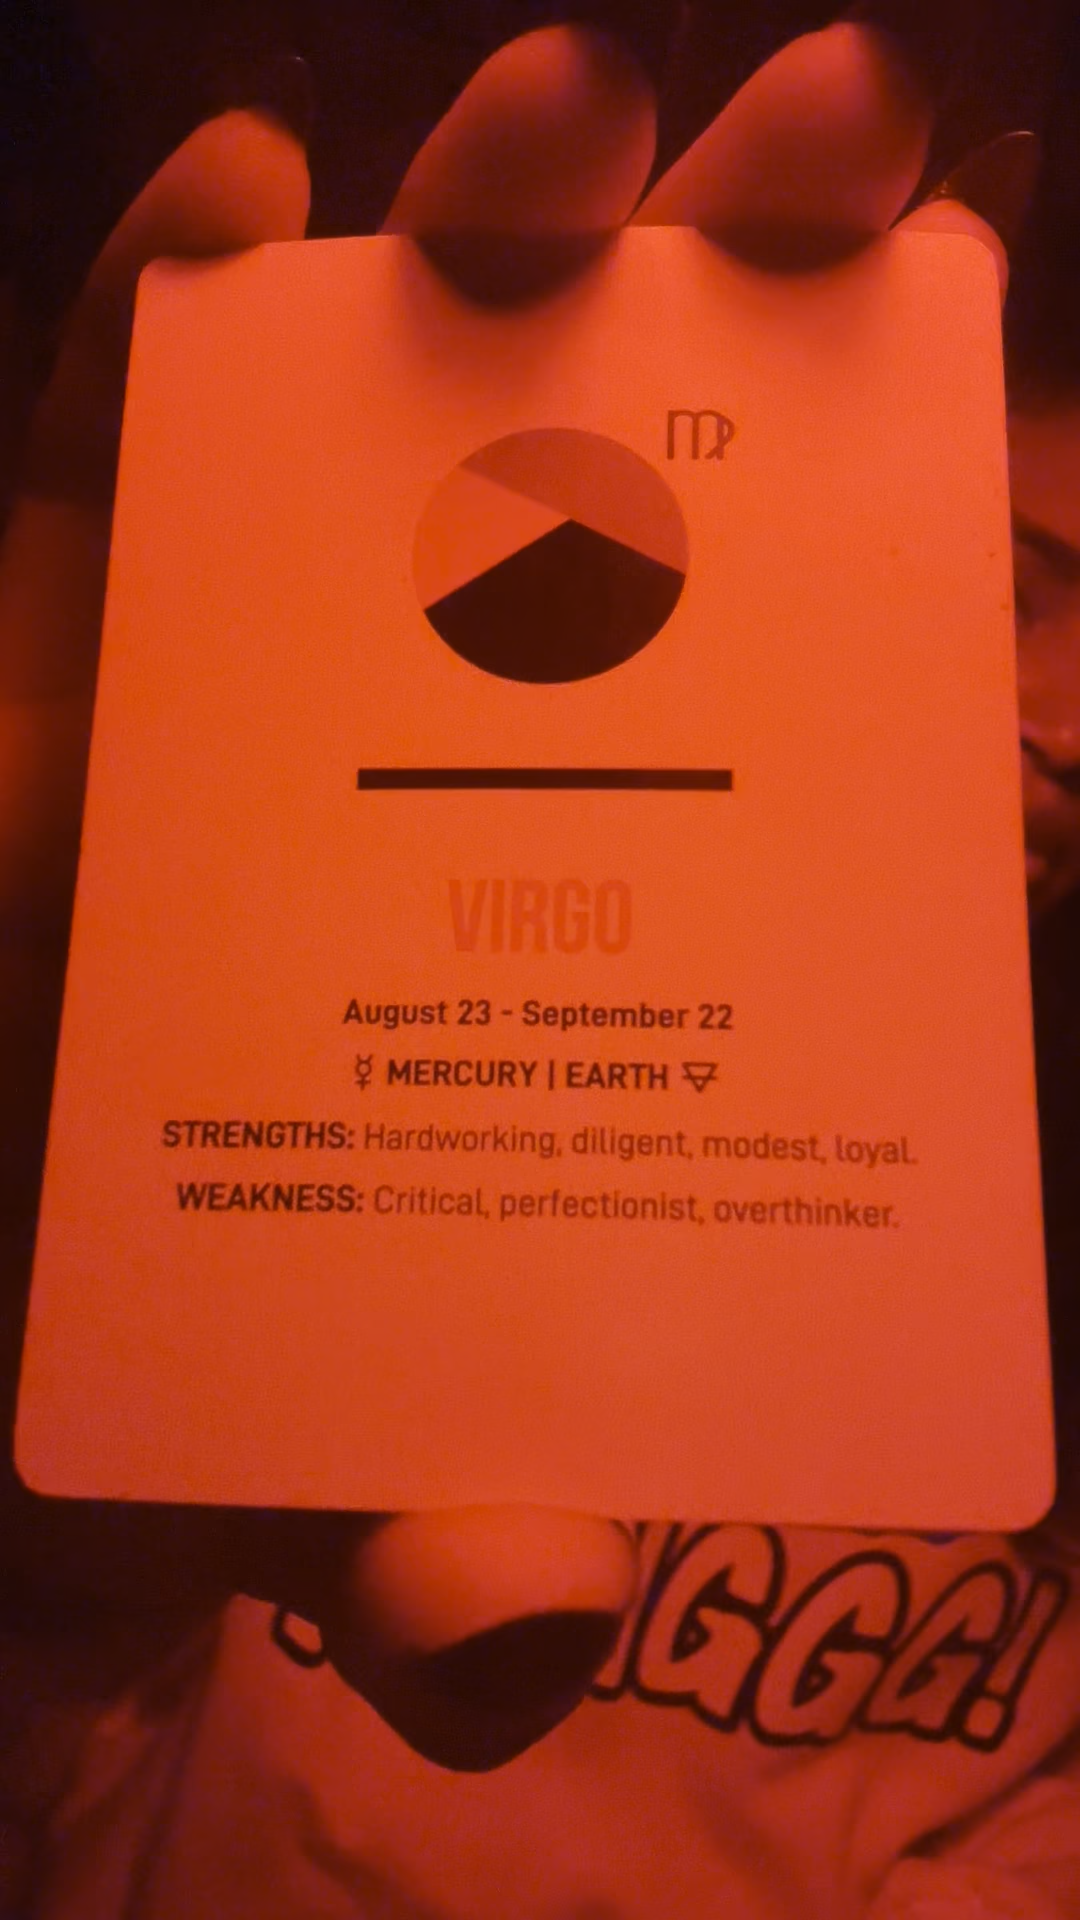 ♍
VIRGO
August 23 - September 22
☿ MERCURY | EARTH 🜃
STRENGTHS: Hardworking, diligent, modest, loyal.
WEAKNESS: Critical, perfectionist, overthinker.
GGG!